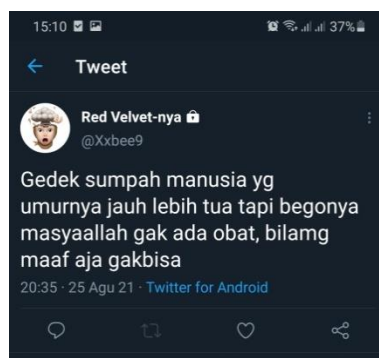 15:10 37%
Tweet
Red Velvet-nya
@Xxbee9
Gedek sumpah manusia yg
umurnya jauh lebih tua tapi begonya
masyaallah gak ada obat, bilamg
maaf aja gakbisa
20:35 · 25 Agu 21 · Twitter for Android